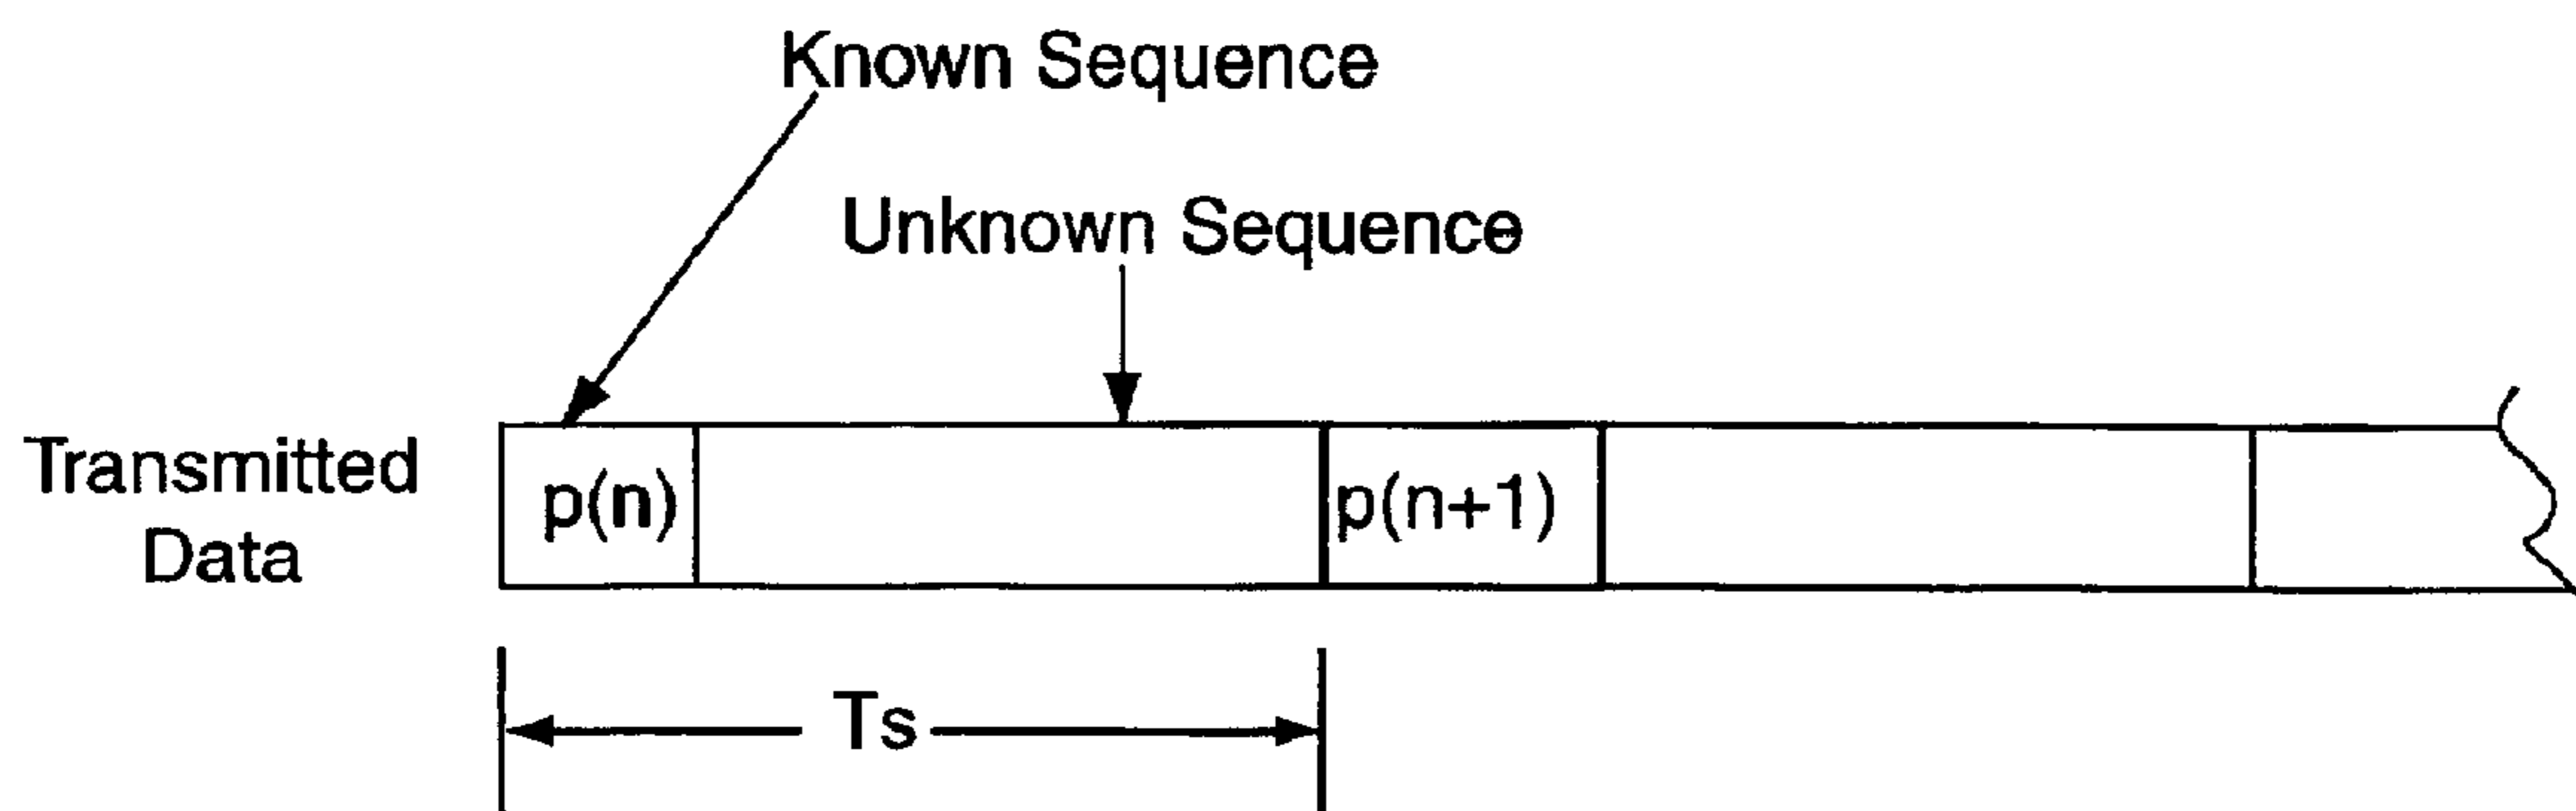 Known Sequence
Unknown Sequence
Transmitted
Data
p(n)
p(n+1)
Ts